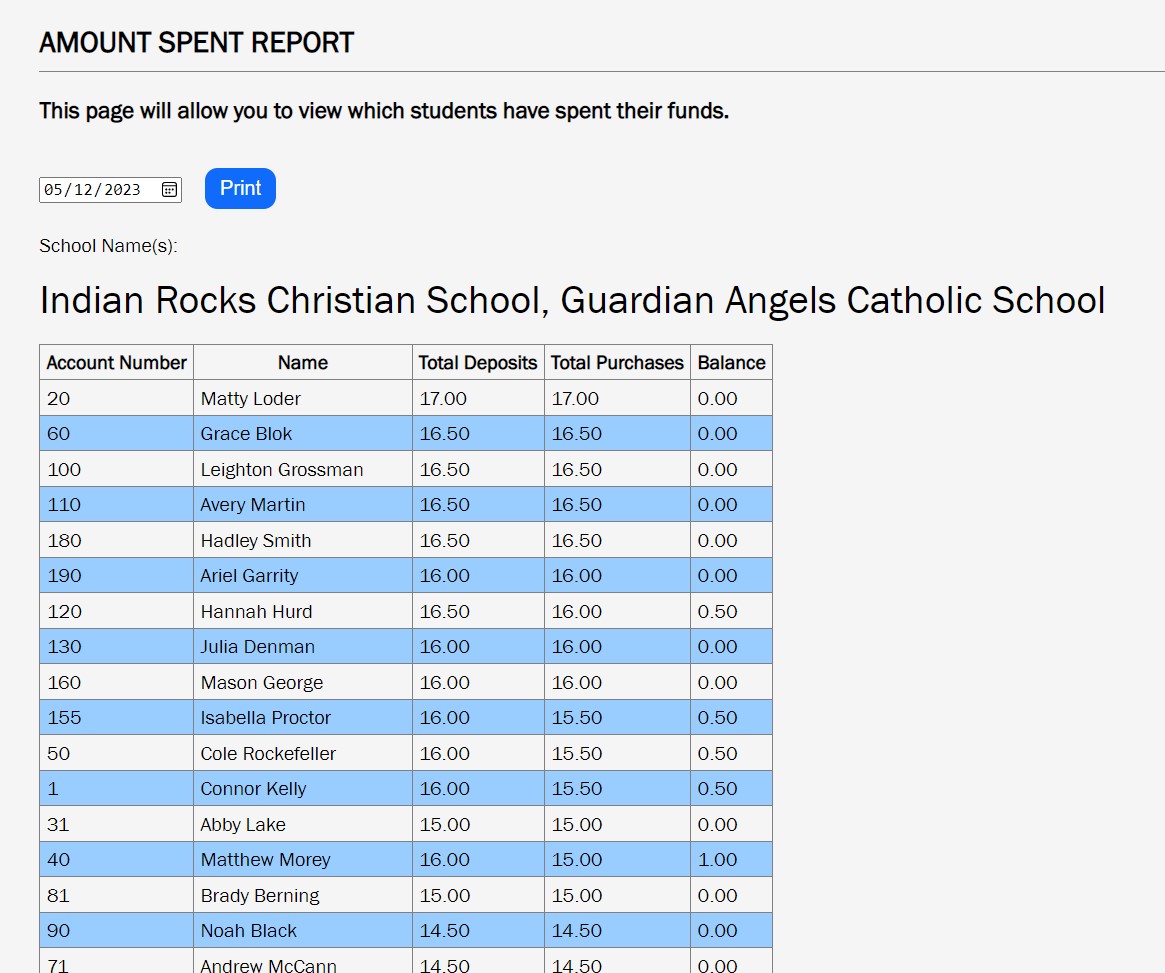 AMOUNT SPENT REPORT
This page will allow you to view which students have spent their funds.
05/12/2023 Print
School Name(s):
Indian Rocks Christian School, Guardian Angels Catholic School
Account Number Name Total Deposits Total Purchases Balance
20 Matty Loder 17.00 17.00 0.00
60 Grace Blok 16.50 16.50 0.00
100 Leighton Grossman 16.50 16.50 0.00
110 Avery Martin 16.50 16.50 0.00
180 Hadley Smith 16.50 16.50 0.00
190 Ariel Garrity 16.00 16.00 0.00
120 Hannah Hurd 16.50 16.00 0.50
130 Julia Denman 16.00 16.00 0.00
160 Mason George 16.00 16.00 0.00
155 Isabella Proctor 16.00 15.50 0.50
50 Cole Rockefeller 16.00 15.50 0.50
1 Connor Kelly 16.00 15.50 0.50
31 Abby Lake 15.00 15.00 0.00
40 Matthew Morey 16.00 15.00 1.00
81 Brady Berning 15.00 15.00 0.00
90 Noah Black 14.50 14.50 0.00
71 Andrew McCann 14.50 14.50 0.00